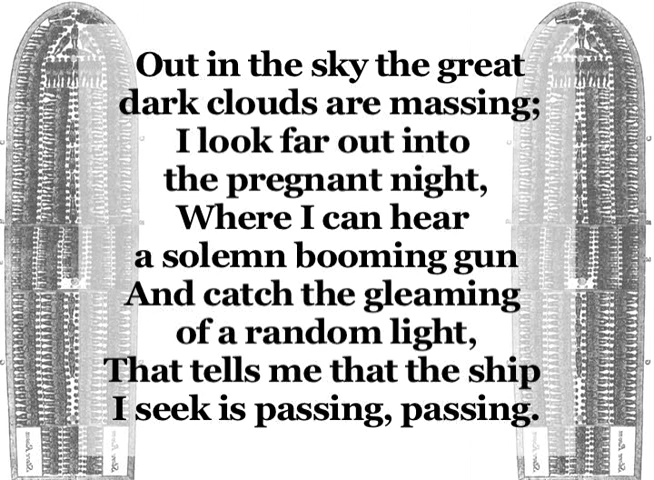 Out in the sky the great
dark clouds are massing;
I look far out into
the pregnant night,
Where I can hear
a solemn booming gun
And catch the gleaming
of a random light,
That tells me that the ship
I seek is passing, passing.